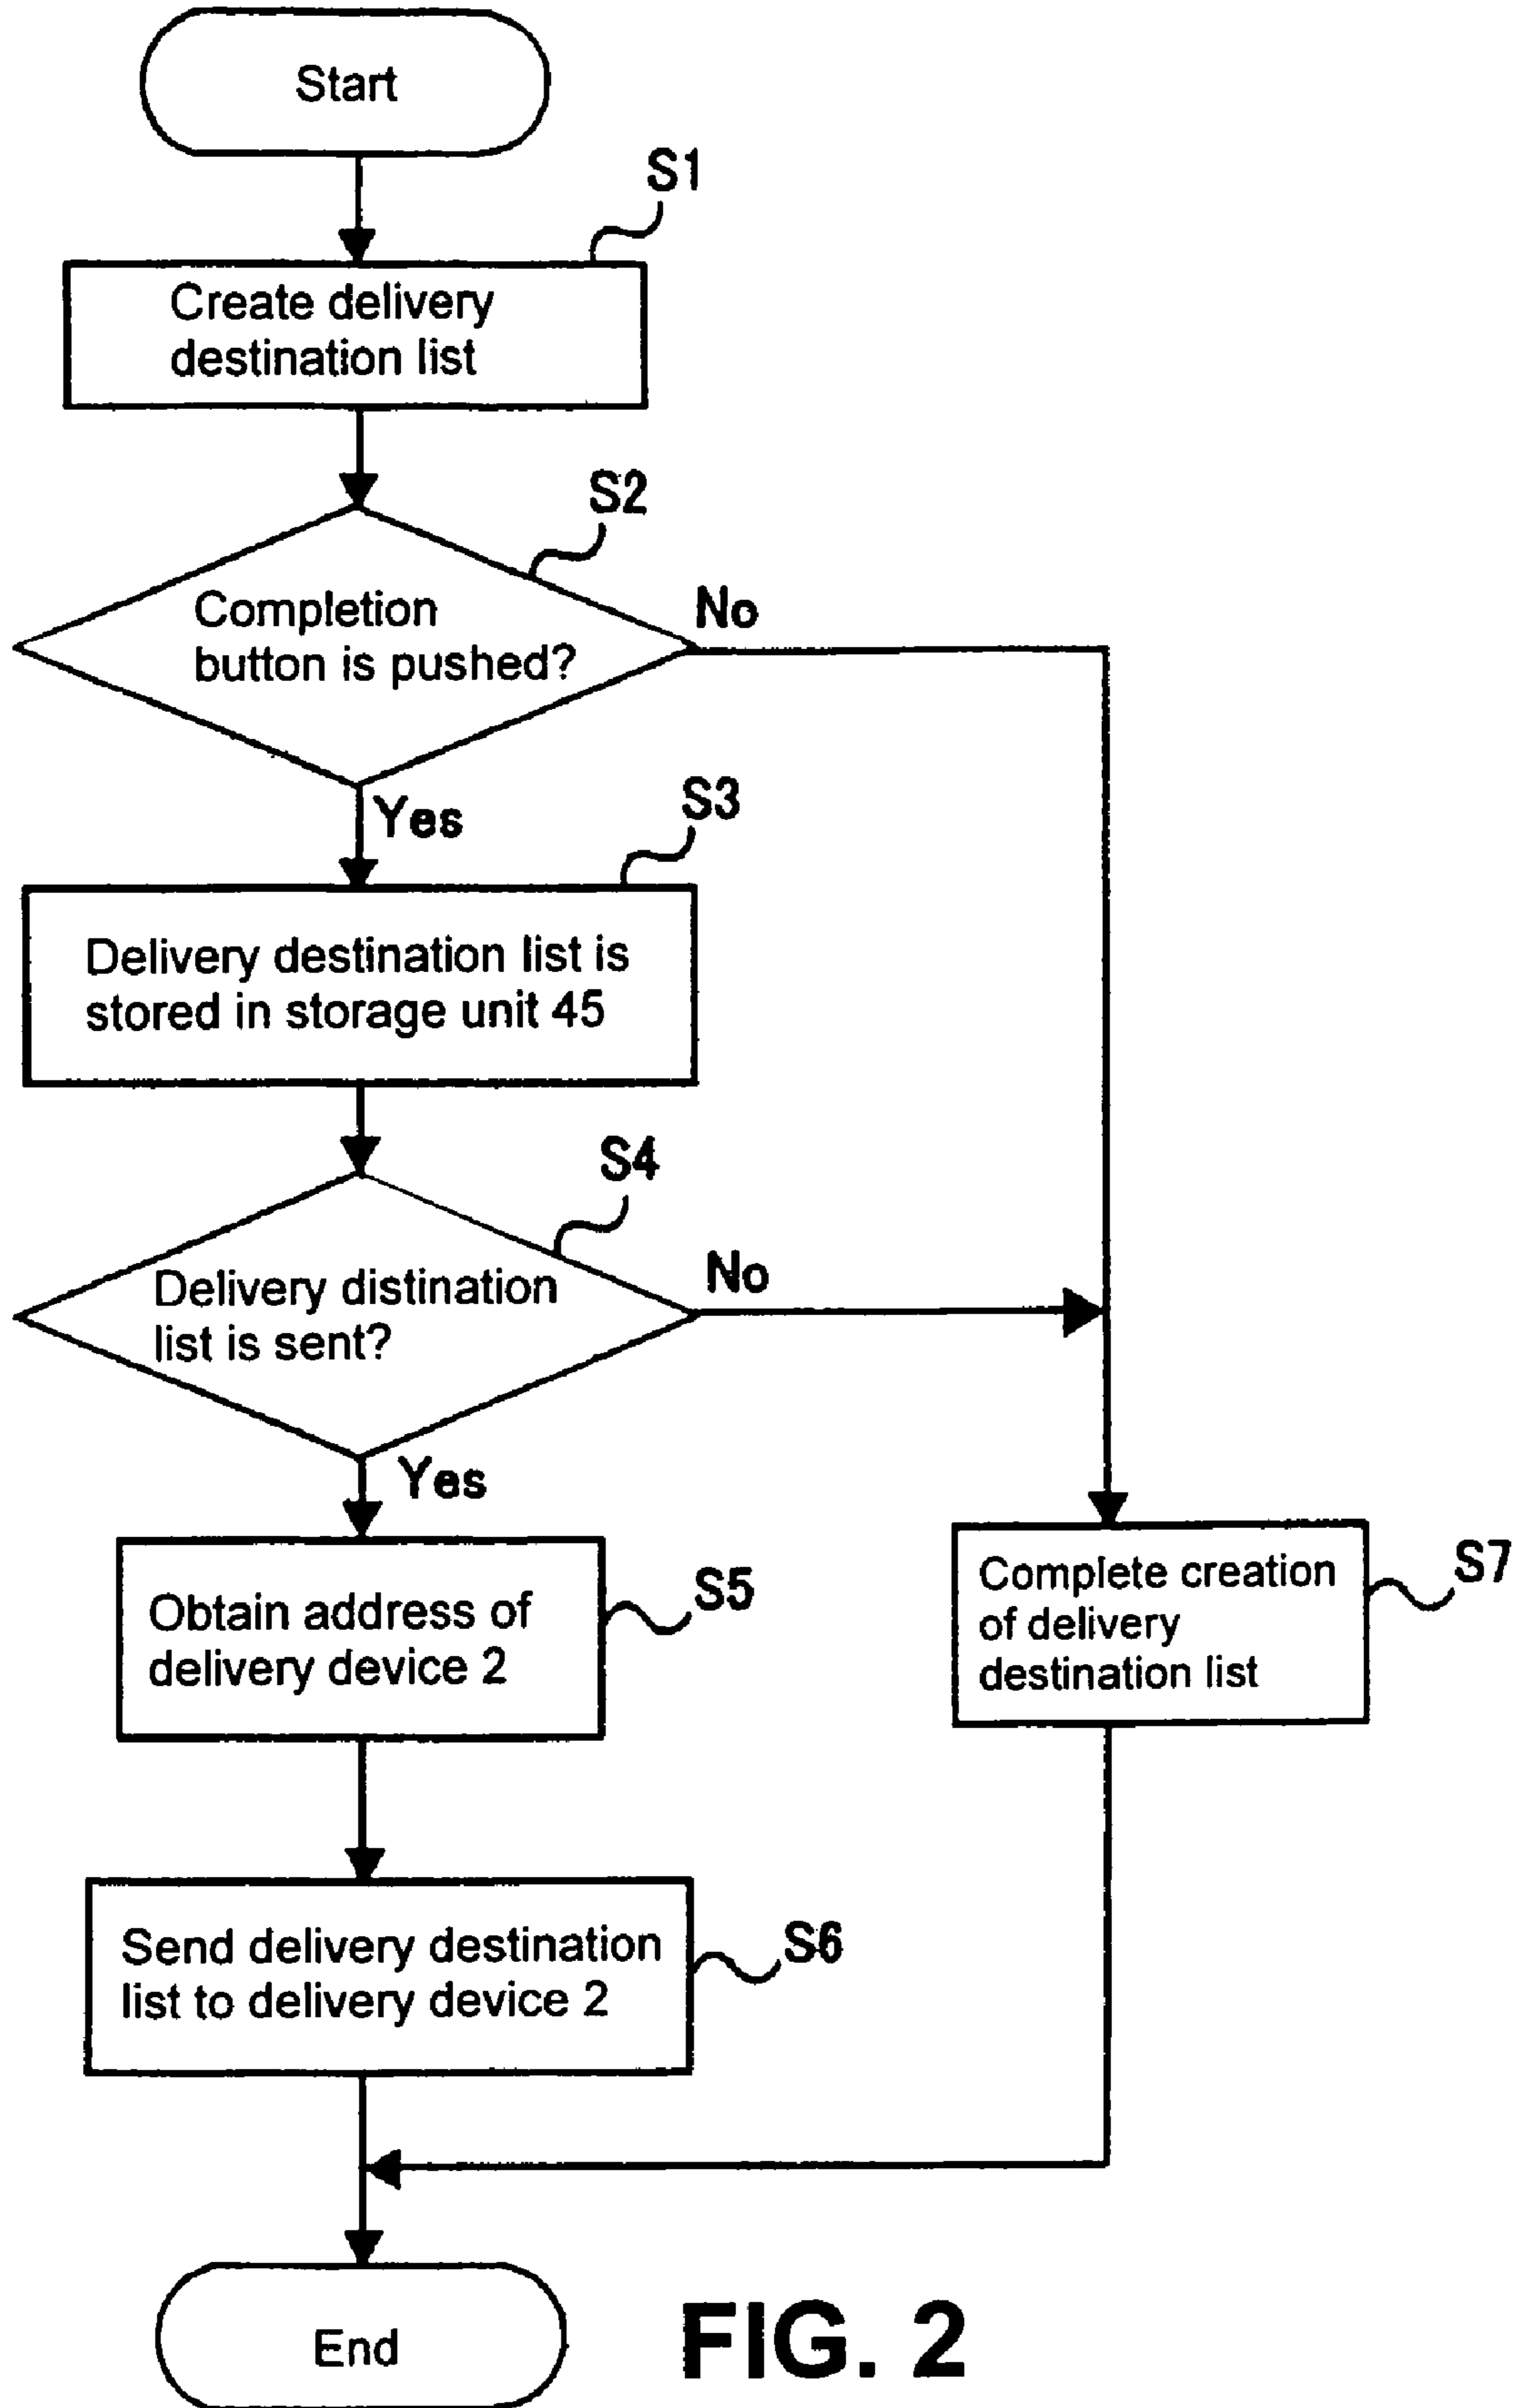 Start
S1
Create delivery
destination list
S2
Completion
button is pushed?
No
Yes
S3
Delivery destination list is
stored in storage unit 45
S4
Delivery distination
list is sent?
No
Yes
Obtain address of
delivery device 2
S5
Complete creation
of delivery
destination list
S7
Send delivery destination
list to delivery device 2
S6
End
FIG. 2